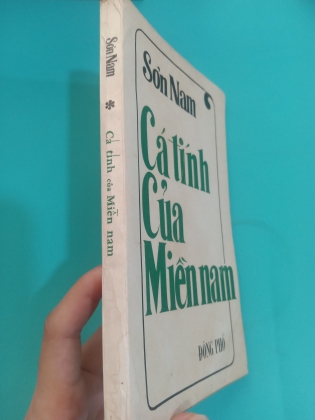 Sơn Nam
Cá tính của Miền nam
Sơn Nam
Cá tính
Của
Miền nam
ĐÔNG PHỐ